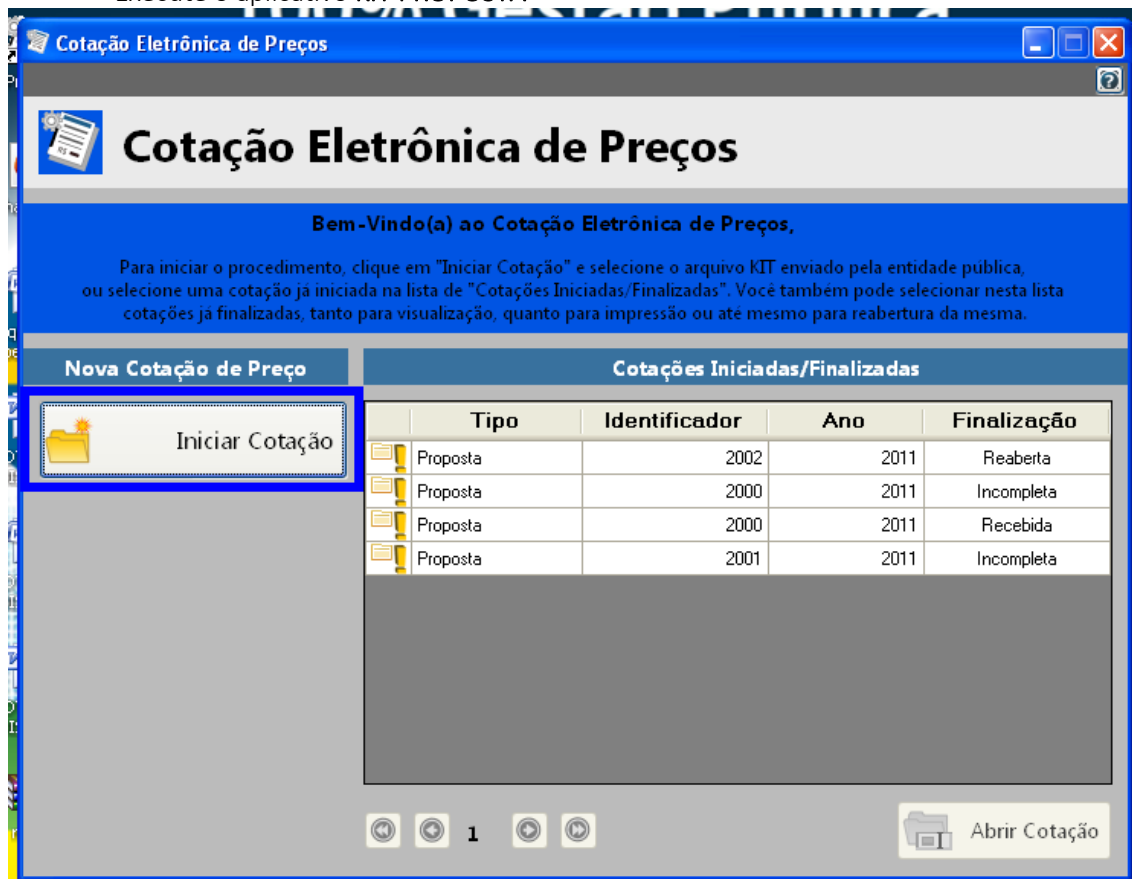 Execute o aplicativo
Cotação Eletrônica de Preços
Cotação Eletrônica de Preços
Bem-Vindo(a) ao Cotação Eletrônica de Preços,
Para iniciar o procedimento, clique em "Iniciar Cotação" e selecione o arquivo KIT enviado pela entidade pública,
ou selecione uma cotação já iniciada na lista de "Cotações Iniciadas/Finalizadas". Você também pode selecionar nesta lista
cotações já finalizadas, tanto para visualização, quanto para impressão ou até mesmo para reabertura da mesma.
Nova Cotação de Preço
Cotações Iniciadas/Finalizadas
Iniciar Cotação
Tipo Identificador Ano Finalização
Proposta 2002 2011 Reaberta
Proposta 2000 2011 Incompleta
Proposta 2000 2011 Recebida
Proposta 2001 2011 Incompleta
1
Abrir Cotação